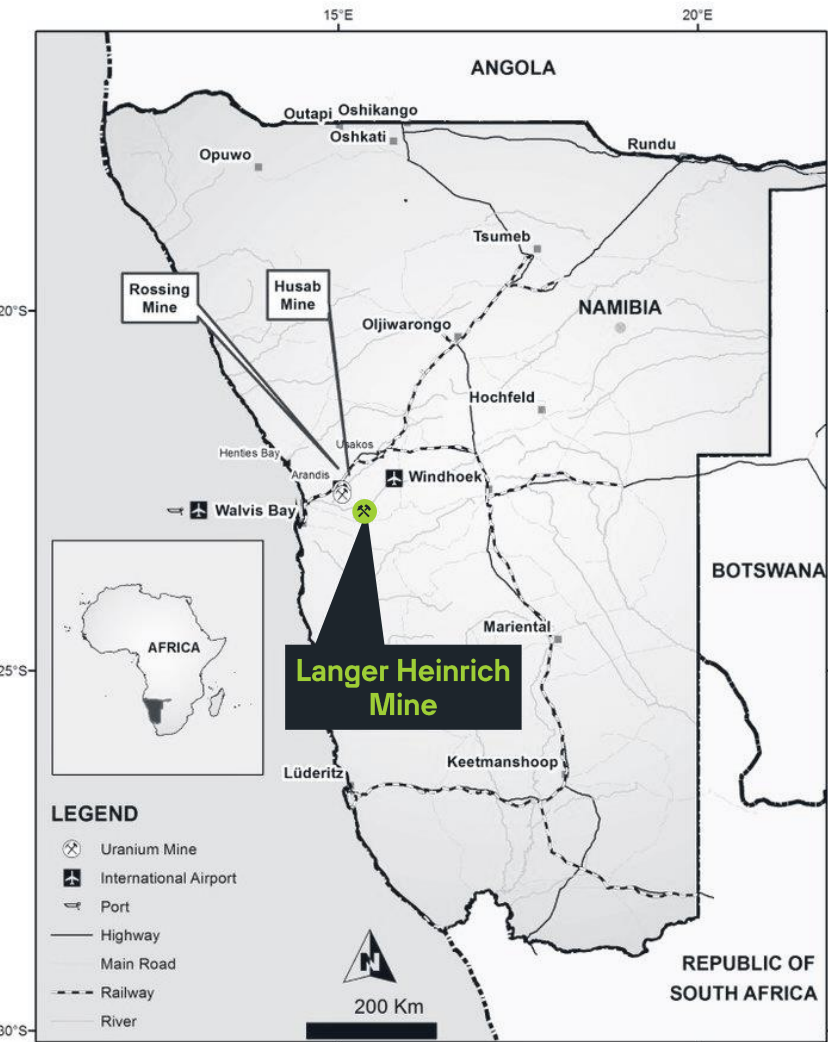 15°E
20°E
ANGOLA
Outapi
Oshikango
Oshkati
Rundu
Opuwo
Tsumeb
Rossing
Mine
Husab
Mine
20°S
NAMIBIA
Oljiwarongo
Hochfeld
Usakos
Henties Bay
Arandis
Windhoek
Walvis Bay
BOTSWANA
AFRICA
Mariental
25°S
Langer Heinrich
Mine
Keetmanshoop
Lüderitz
LEGEND
Uranium Mine
International Airport
Port
Highway
Main Road
Railway
River
N
200 Km
REPUBLIC OF
SOUTH AFRICA
30°S